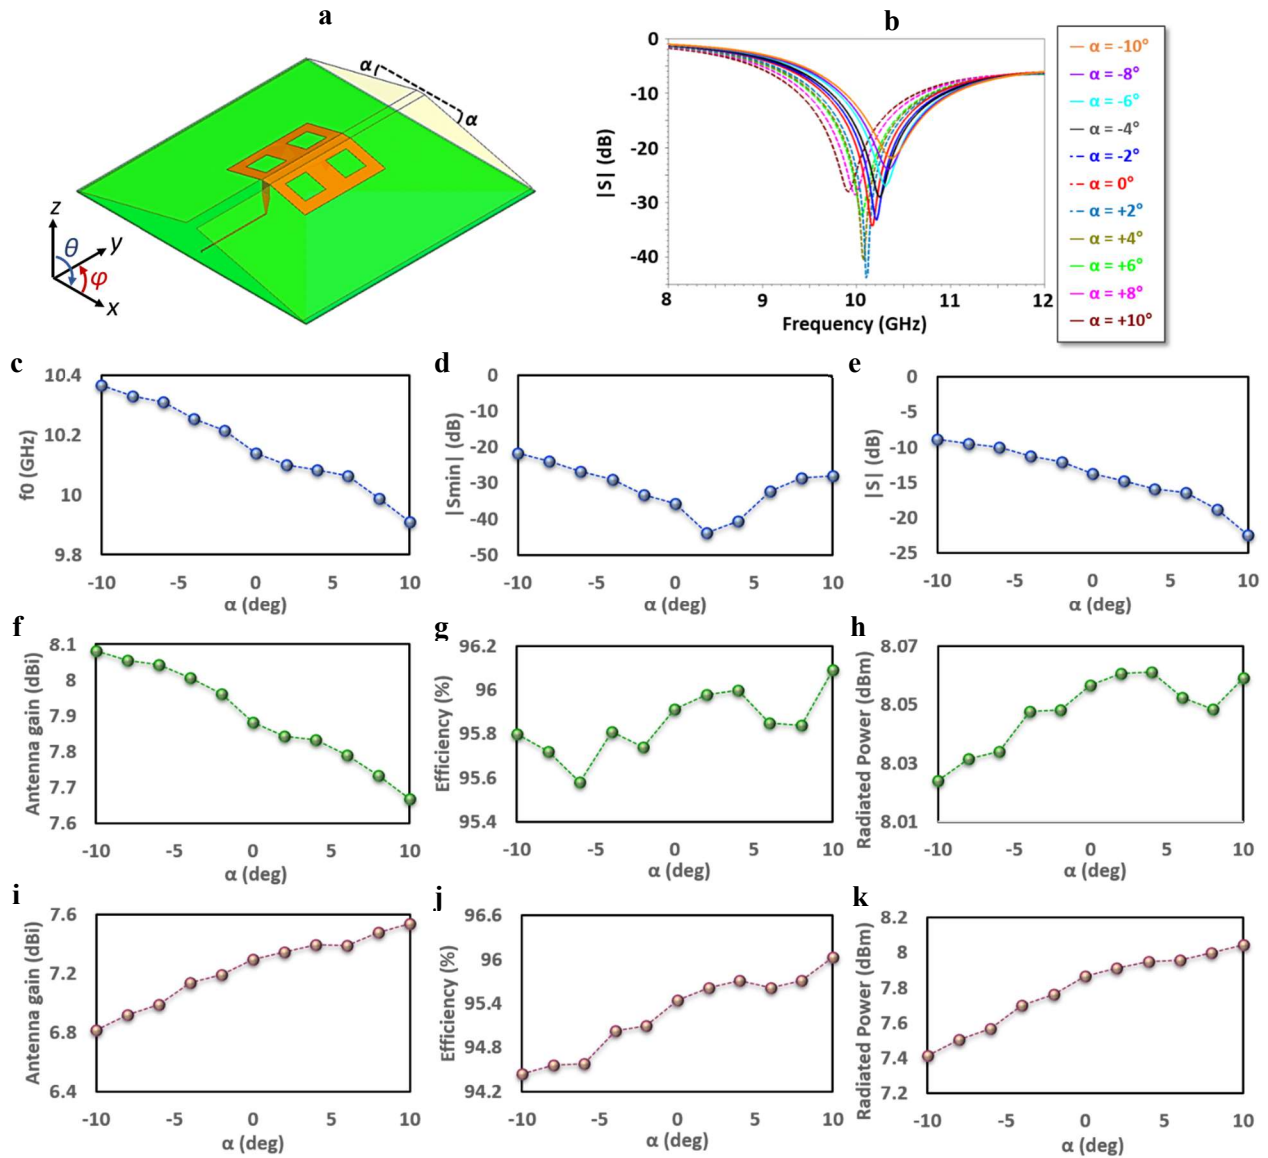 a
α
α
z
θ
y
φ
x
b
0
-10
-20
-30
-40
|S| (dB)
8
9
10
11
12
Frequency (GHz)
α = -10°
α = -8°
α = -6°
α = -4°
α = -2°
α = 0°
α = +2°
α = +4°
α = +6°
α = +8°
α = +10°
c
10.4
10.2
10
9.8
f0 (GHz)
-10 -5 0 5 10
α (deg)
d
0
-10
-20
-30
-40
-50
|Smin| (dB)
-10 -5 0 5 10
α (deg)
e
0
-5
-10
-15
-20
-25
|S| (dB)
-10 -5 0 5 10
α (deg)
f
8.1
8
7.9
7.8
7.7
7.6
Antenna gain (dBi)
-10 -5 0 5 10
α (deg)
g
96.2
96
95.8
95.6
95.4
Efficiency (%)
-10 -5 0 5 10
α (deg)
h
8.07
8.05
8.03
8.01
Radiated Power (dBm)
-10 -5 0 5 10
α (deg)
i
7.6
7.2
6.8
6.4
Antenna gain (dBi)
-10 -5 0 5 10
α (deg)
j
96.6
96
95.4
94.8
94.2
Efficiency (%)
-10 -5 0 5 10
α (deg)
k
8.2
8
7.8
7.6
7.4
7.2
Radiated Power (dBm)
-10 -5 0 5 10
α (deg)